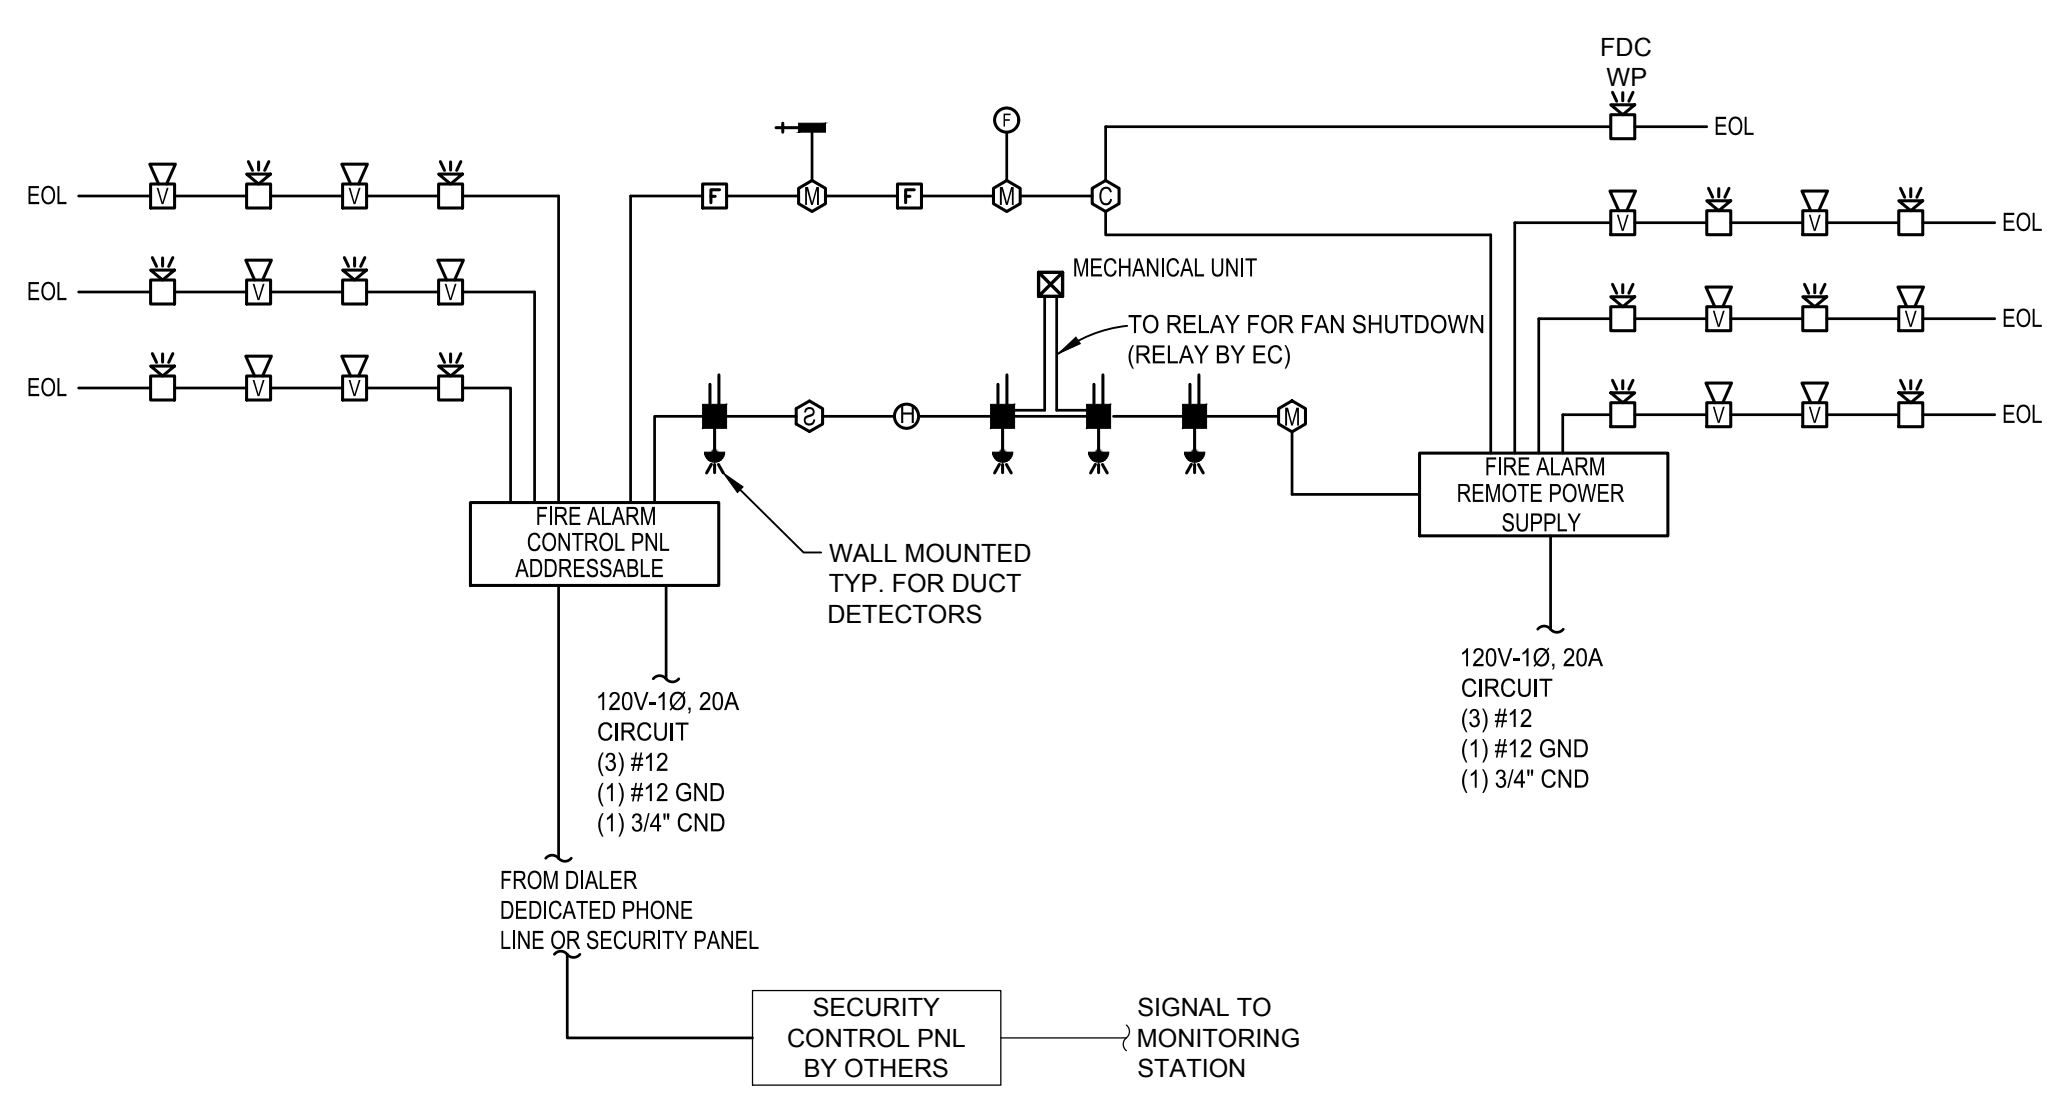 FDC
WP
F
EOL
EOL
V
V
F
M
F
M
C
V
V
EOL
MECHANICAL UNIT
EOL
V
V
TO RELAY FOR FAN SHUTDOWN
(RELAY BY EC)
V
V
EOL
EOL
V
V
S
H
M
V
V
EOL
FIRE ALARM
REMOTE POWER
SUPPLY
FIRE ALARM
CONTROL PNL
ADDRESSABLE
WALL MOUNTED
TYP. FOR DUCT
DETECTORS
120V-1Ø, 20A
CIRCUIT
(3) #12
(1) #12 GND
(1) 3/4" CND
120V-1Ø, 20A
CIRCUIT
(3) #12
(1) #12 GND
(1) 3/4" CND
FROM DIALER
DEDICATED PHONE
LINE OR SECURITY PANEL
SECURITY
CONTROL PNL
BY OTHERS
SIGNAL TO
MONITORING
STATION